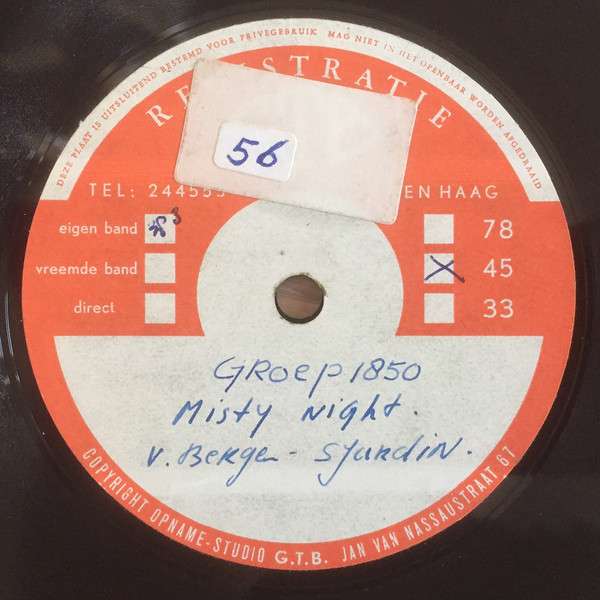 DEZE PLAAT IS UITSLUITEND BESTEMD VOOR PRIVEGEBRUIK MAG NIET IN HET OPENBAAR WORDEN AFGEDRAAID
RE STRATIE
56
TEL: 244555 EN HAAG
eigen band 78
vreemde band X 45
direct 33
GROEP 1850
Misty Night.
v. Berge - Sjardin.
COPYRIGHT OPNAME-STUDIO G.T.B. JAN VAN NASSAUSTRAAT 67